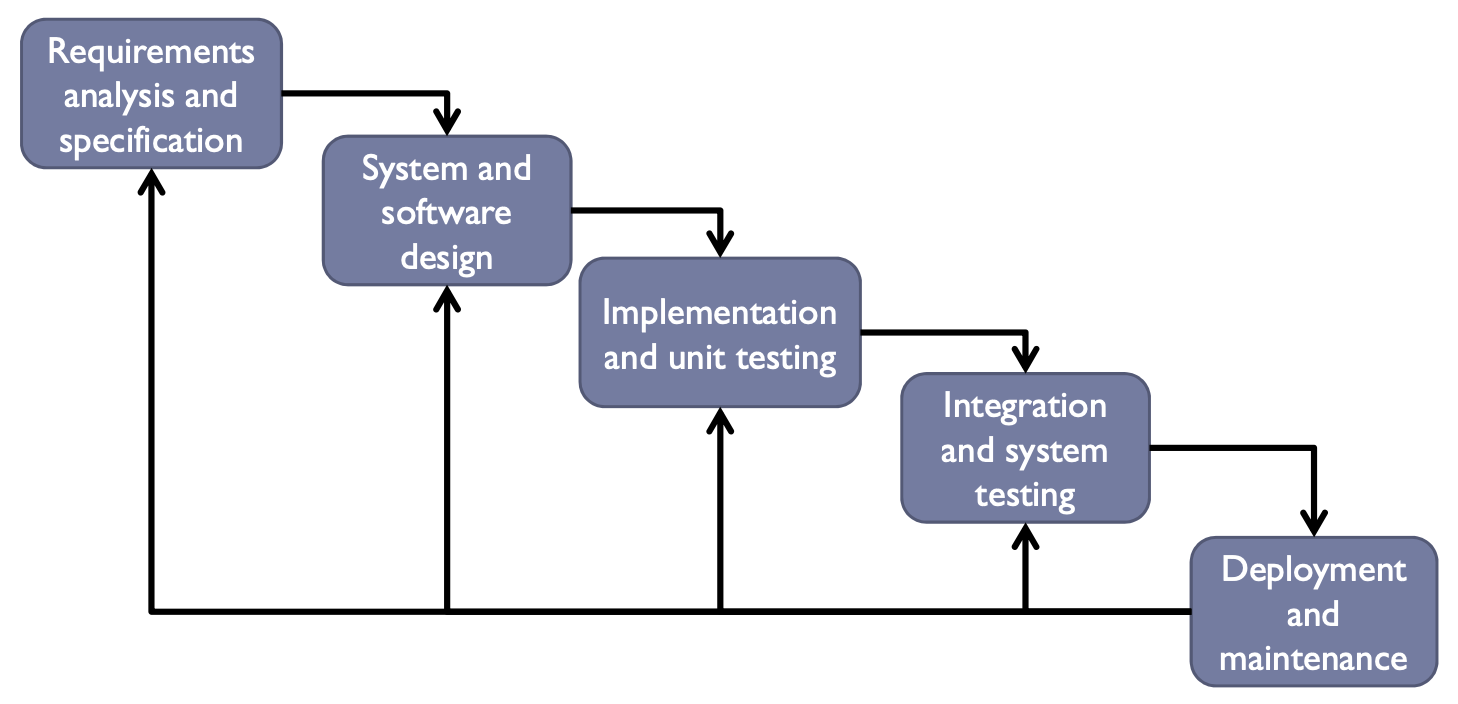 Requirements
analysis and
specification
System and
software
design
Implementation
and unit testing
Integration
and system
testing
Deployment
and
maintenance